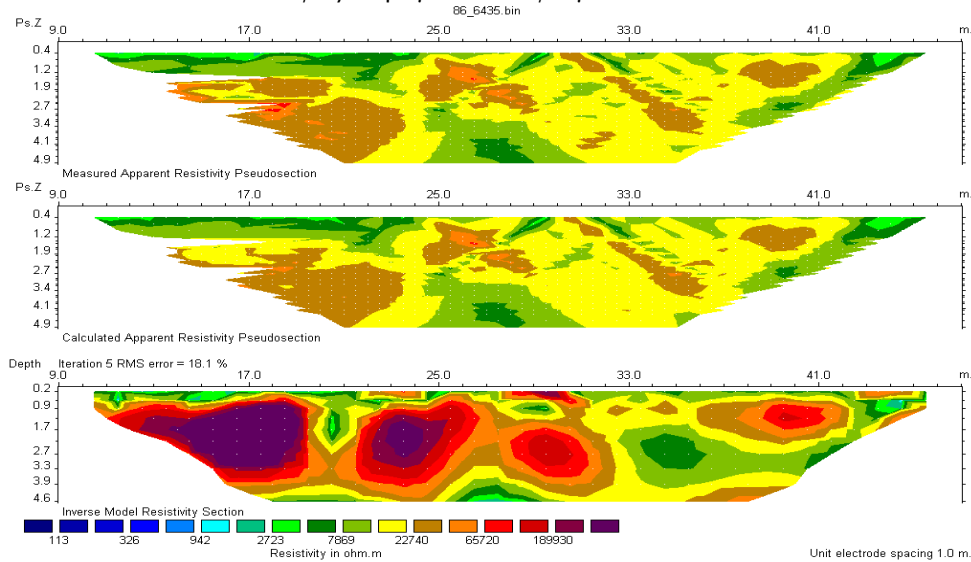 86_6435.bin
Ps.Z 9.0 17.0 25.0 33.0 41.0 m.
0.4
1.2
1.9
2.7
3.4
4.1
4.9
Measured Apparent Resistivity Pseudosection
Ps.Z 9.0 17.0 25.0 33.0 41.0 m.
0.4
1.2
1.9
2.7
3.4
4.1
4.9
Calculated Apparent Resistivity Pseudosection
Depth Iteration 5 RMS error = 18.1 %
9.0 17.0 25.0 33.0 41.0 m.
0.2
0.9
1.7
2.7
3.3
3.9
4.6
Inverse Model Resistivity Section
113 326 942 2723 7869 22740 65720 189930
Resistivity in ohm.m Unit electrode spacing 1.0 m.